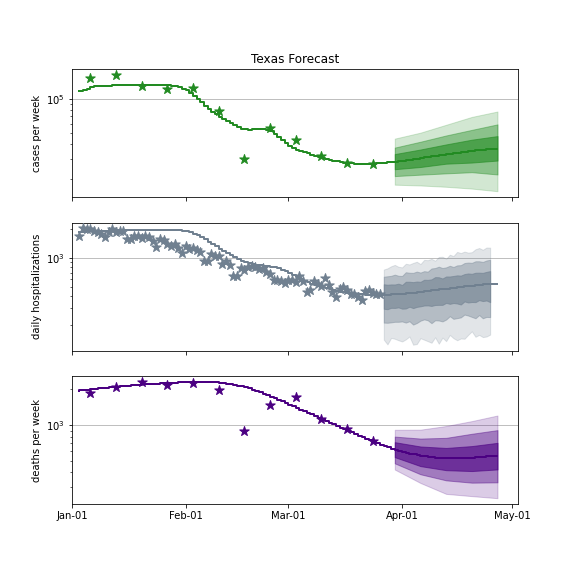 Texas Forecast
cases per week
10⁵
daily hospitalizations
10³
deaths per week
10³
Jan-01 Feb-01 Mar-01 Apr-01 May-01